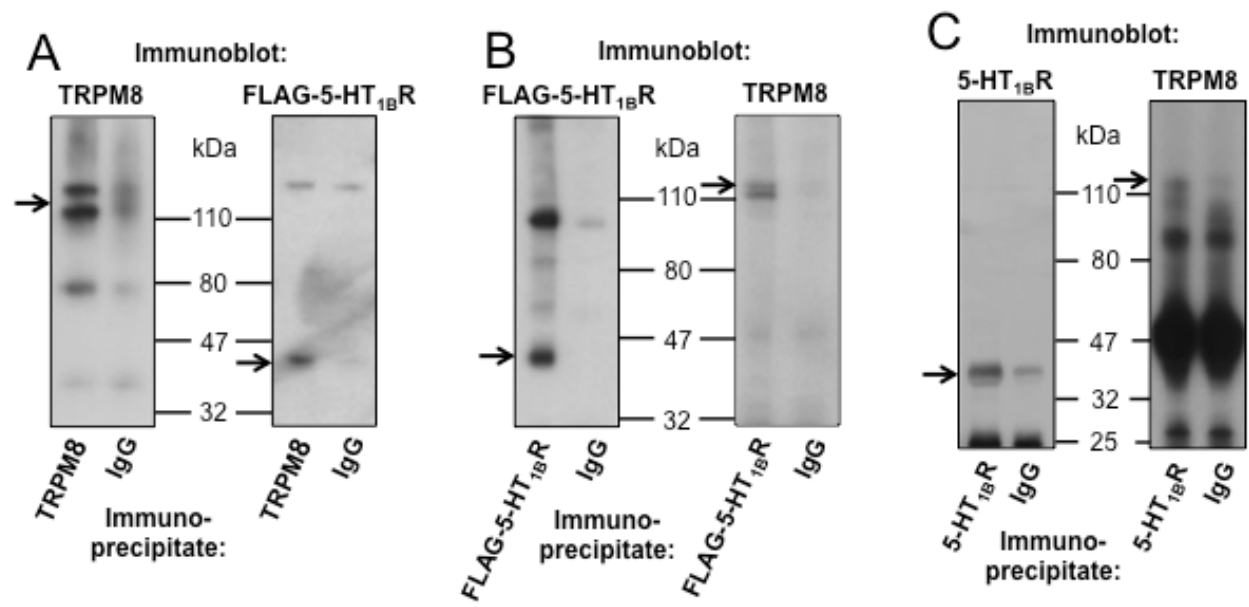 A
Immunoblot:
TRPM8 FLAG-5-HT1BR
kDa
110
80
47
32
TRPM8 IgG TRPM8 IgG
Immuno-
precipitate:
B
Immunoblot:
FLAG-5-HT1BR TRPM8
kDa
110
80
47
32
FLAG-5-HT1BR IgG FLAG-5-HT1BR IgG
Immuno-
precipitate:
C
Immunoblot:
5-HT1BR TRPM8
kDa
110
80
47
32
25
5-HT1BR IgG 5-HT1BR IgG
Immuno-
precipitate: